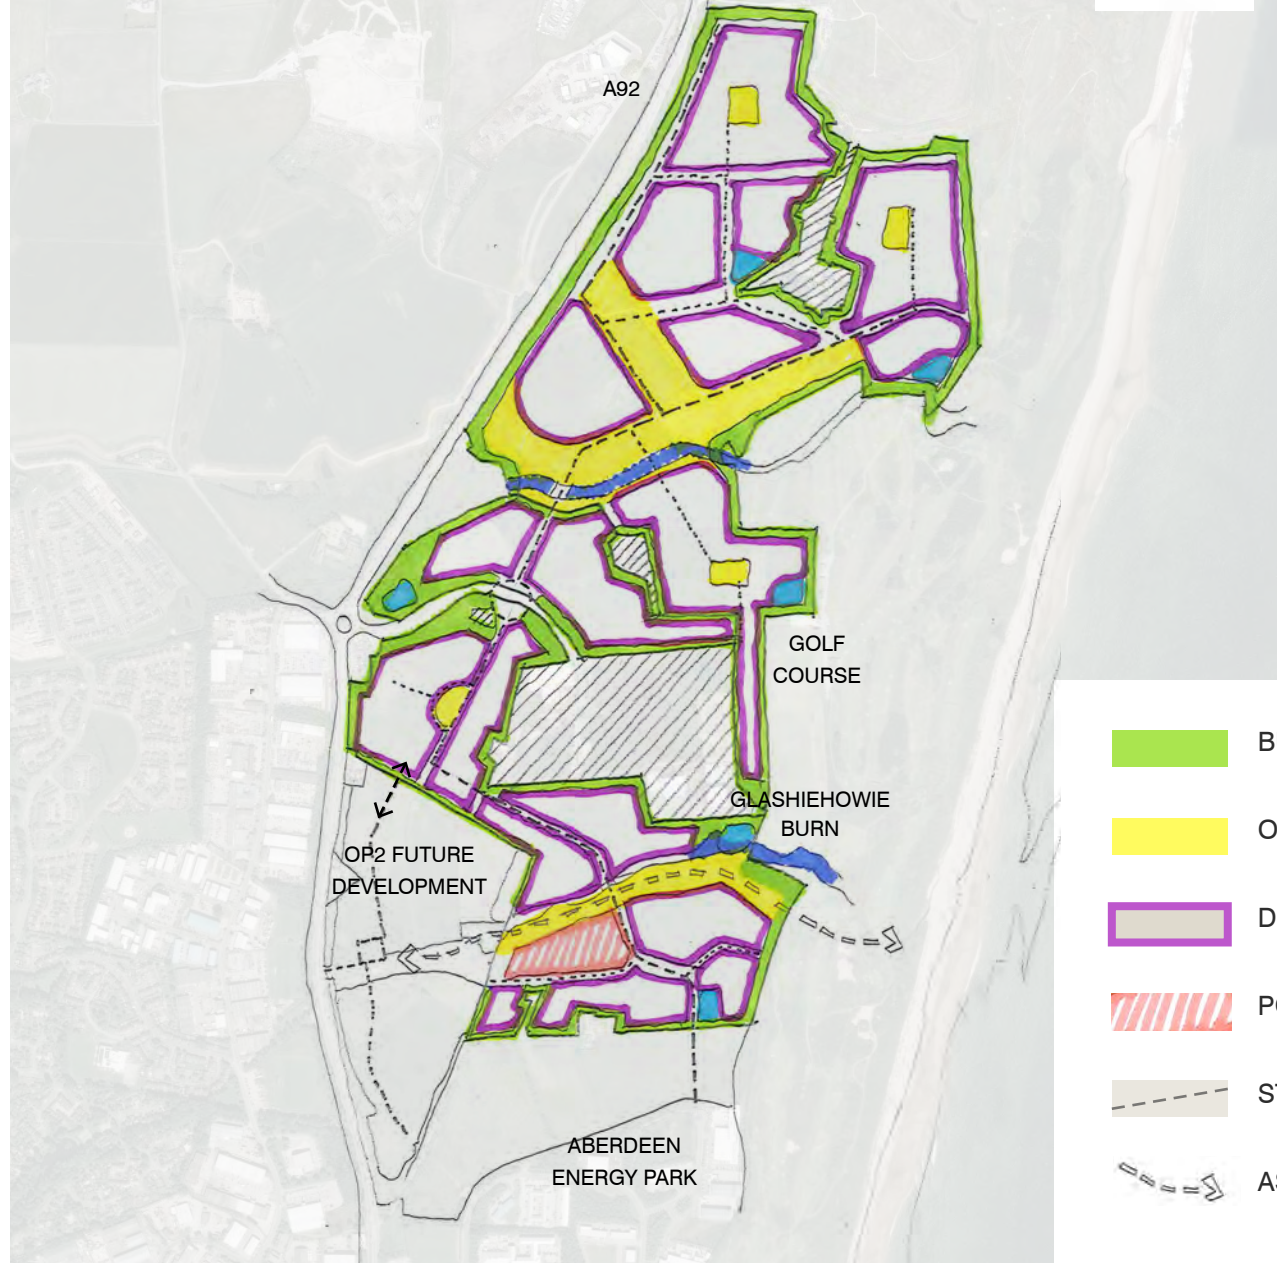 A92
GOLF
COURSE
GLASHIEHOWIE
BURN
OP2 FUTURE
DEVELOPMENT
ABERDEEN
ENERGY PARK
B
O
D
P
S
A